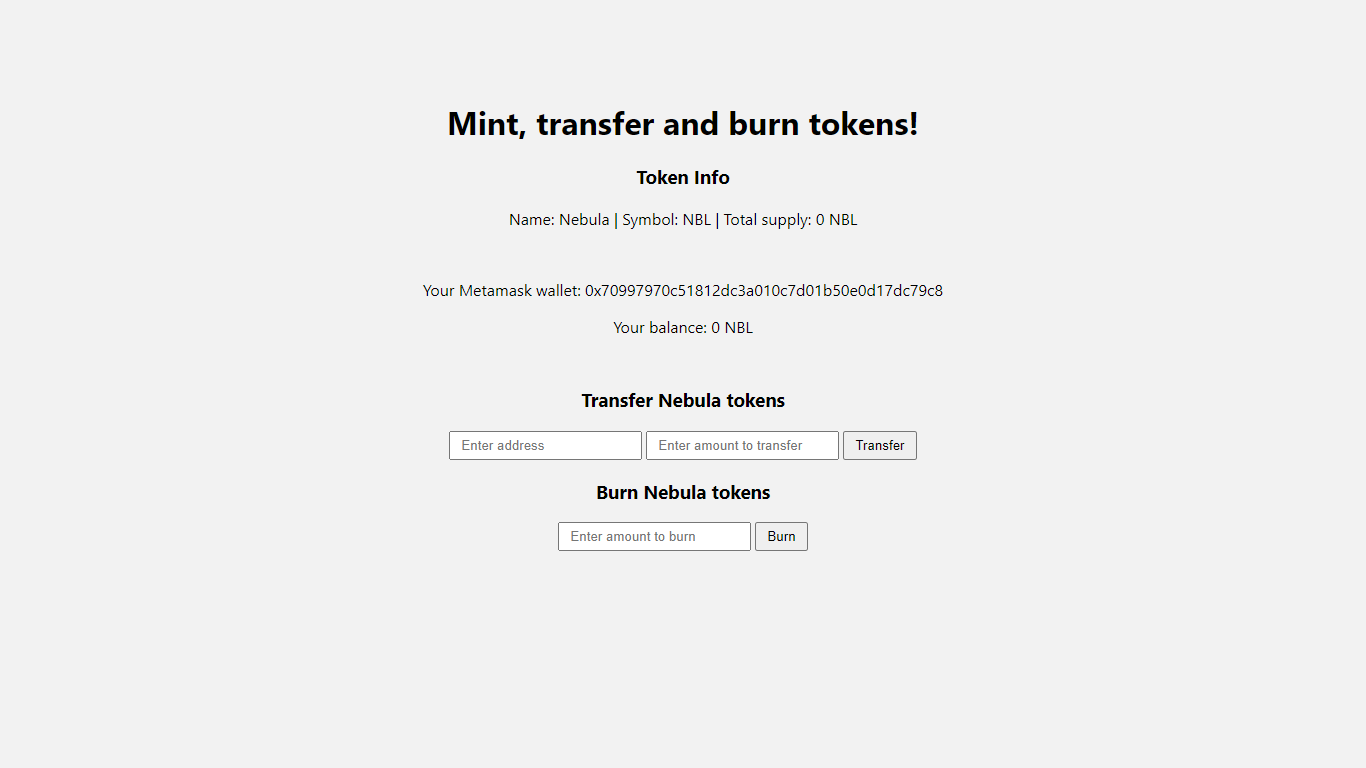 Mint, transfer and burn tokens!
Token Info
Name: Nebula | Symbol: NBL | Total supply: 0 NBL
Your Metamask wallet: 0x70997970c51812dc3a010c7d01b50e0d17dc79c8
Your balance: 0 NBL
Transfer Nebula tokens
Enter address Enter amount to transfer Transfer
Burn Nebula tokens
Enter amount to burn Burn